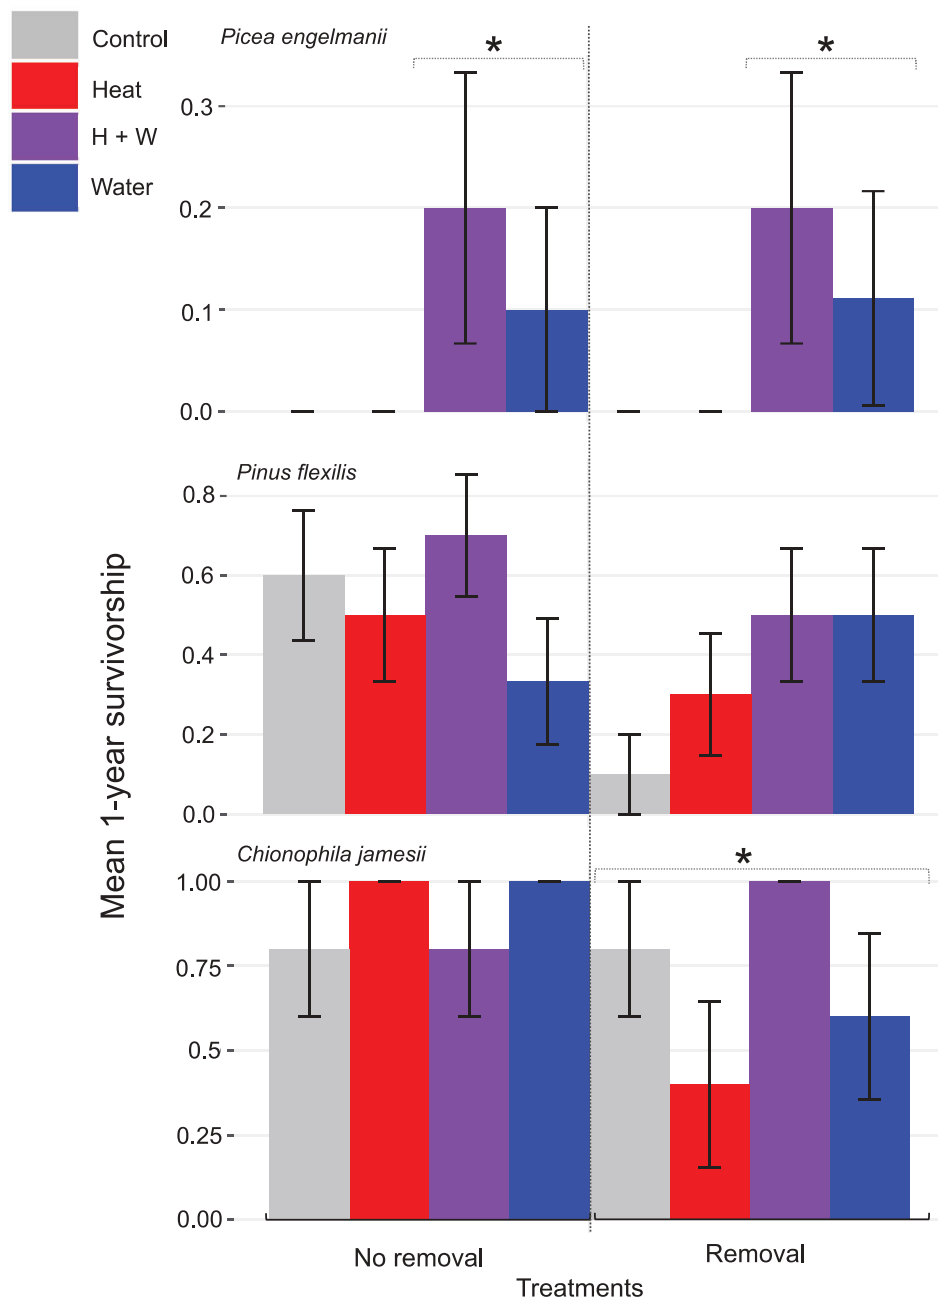 Control
Heat
H + W
Water
Picea engelmanii
*
*
0.3
0.2
0.1
0.0
Pinus flexilis
0.8
0.6
0.4
0.2
0.0
Mean 1-year survivorship
Chionophila jamesii
*
1.00
0.75
0.5
0.25
0.00
No removal
Removal
Treatments